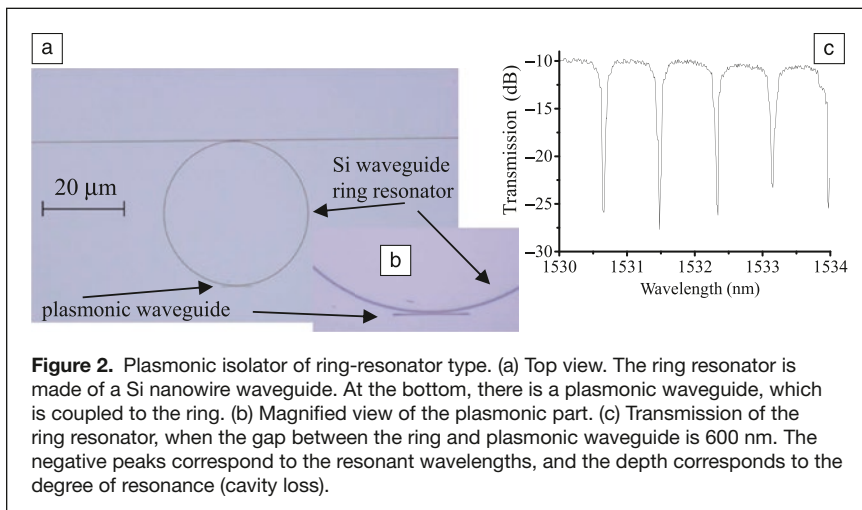 a
20 μm
Si waveguide
ring resonator
b
plasmonic waveguide
c
Transmission (dB)
-10
-15
-20
-25
-30
1530 1531 1532 1533 1534
Wavelength (nm)
Figure 2. Plasmonic isolator of ring-resonator type. (a) Top view. The ring resonator is
made of a Si nanowire waveguide. At the bottom, there is a plasmonic waveguide, which
is coupled to the ring. (b) Magnified view of the plasmonic part. (c) Transmission of the
ring resonator, when the gap between the ring and plasmonic waveguide is 600 nm. The
negative peaks correspond to the resonant wavelengths, and the depth corresponds to the
degree of resonance (cavity loss).